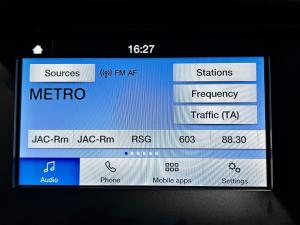 16:27
Sources FM AF Stations
METRO
Frequency
Traffic (TA)
JAC-Rm JAC-Rm RSG 603 88.30
Audio Phone Mobile apps Settings